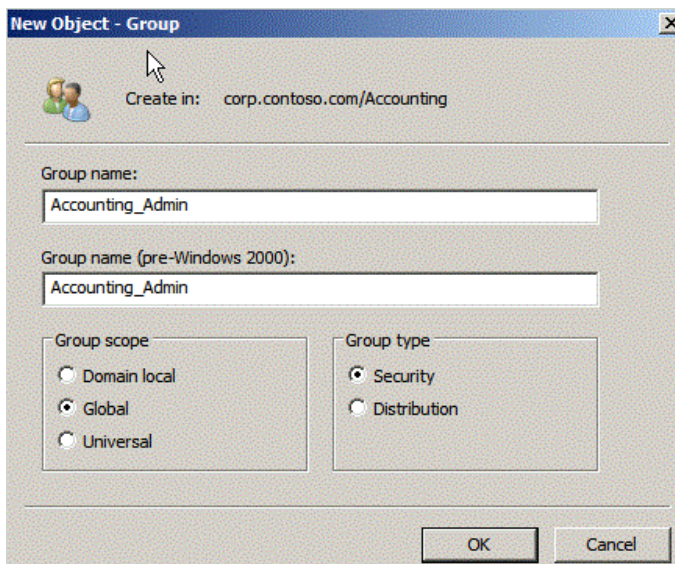 New Object - Group
Create in: corp.contoso.com/Accounting
Group name:
Accounting_Admin
Group name (pre-Windows 2000):
Accounting_Admin
Group scope
Domain local
Global
Universal
Group type
Security
Distribution
OK Cancel